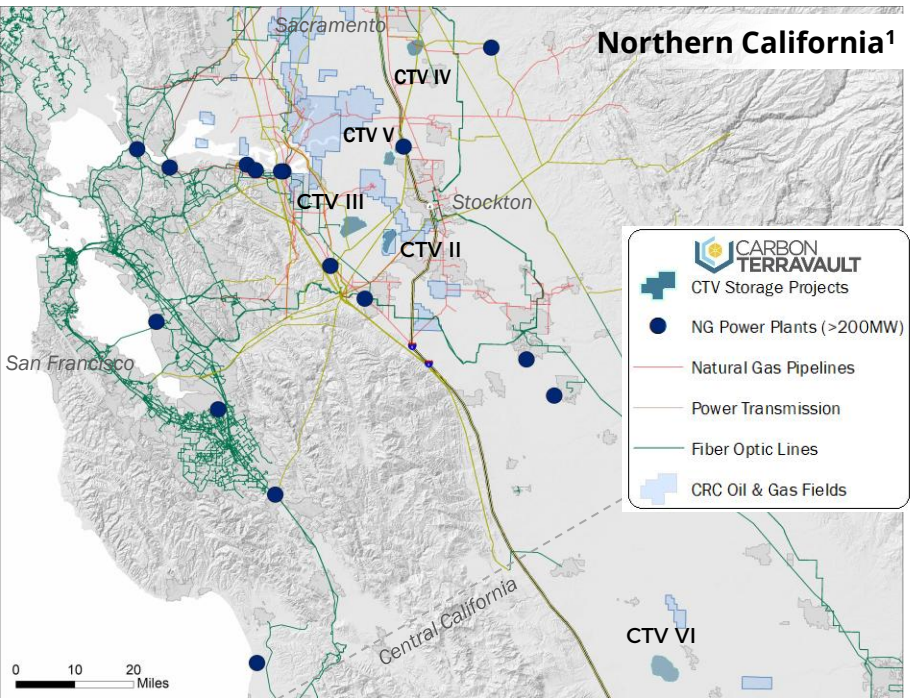 Northern California¹
Sacramento
CTV IV
CTV V
CTV III
Stockton
CTV II
San Francisco
CARBON
TERRAVAULT
CTV Storage Projects
NG Power Plants (>200MW)
Natural Gas Pipelines
Power Transmission
Fiber Optic Lines
CRC Oil & Gas Fields
Central California
CTV VI
0 10 20
Miles